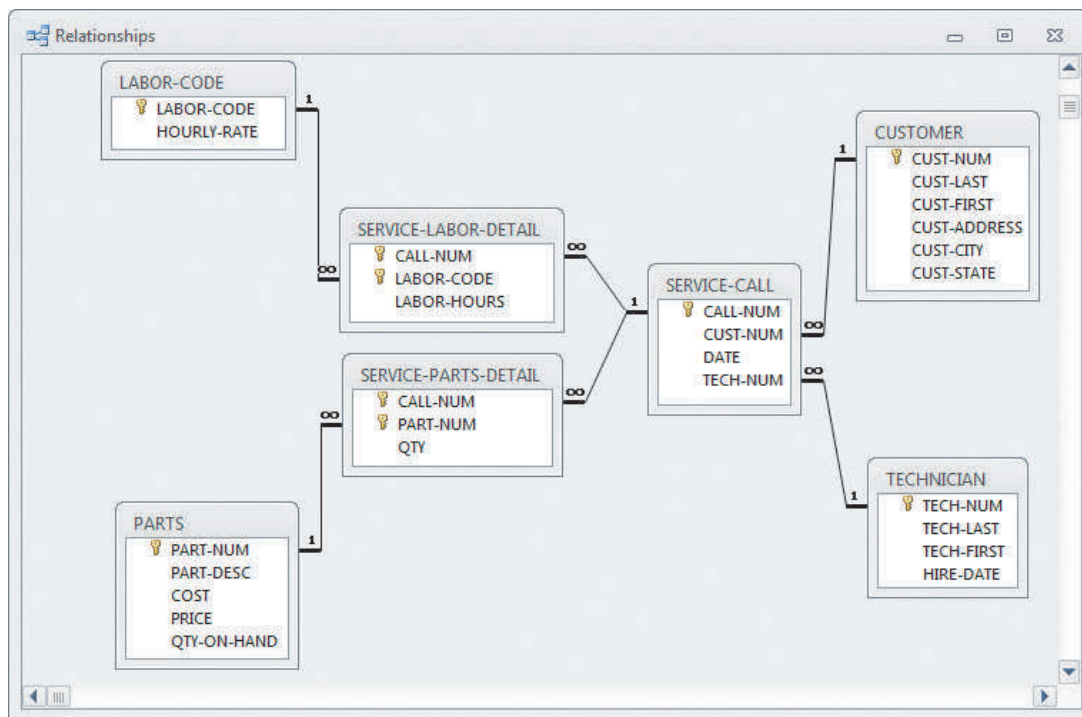 Relationships
LABOR-CODE
LABOR-CODE
HOURLY-RATE
1
∞
SERVICE-LABOR-DETAIL
CALL-NUM
LABOR-CODE
LABOR-HOURS
∞
SERVICE-PARTS-DETAIL
CALL-NUM
PART-NUM
QTY
∞
∞
PARTS
PART-NUM
PART-DESC
COST
PRICE
QTY-ON-HAND
1
SERVICE-CALL
CALL-NUM
CUST-NUM
DATE
TECH-NUM
1
∞
∞
CUSTOMER
CUST-NUM
CUST-LAST
CUST-FIRST
CUST-ADDRESS
CUST-CITY
CUST-STATE
1
TECHNICIAN
TECH-NUM
TECH-LAST
TECH-FIRST
HIRE-DATE
1